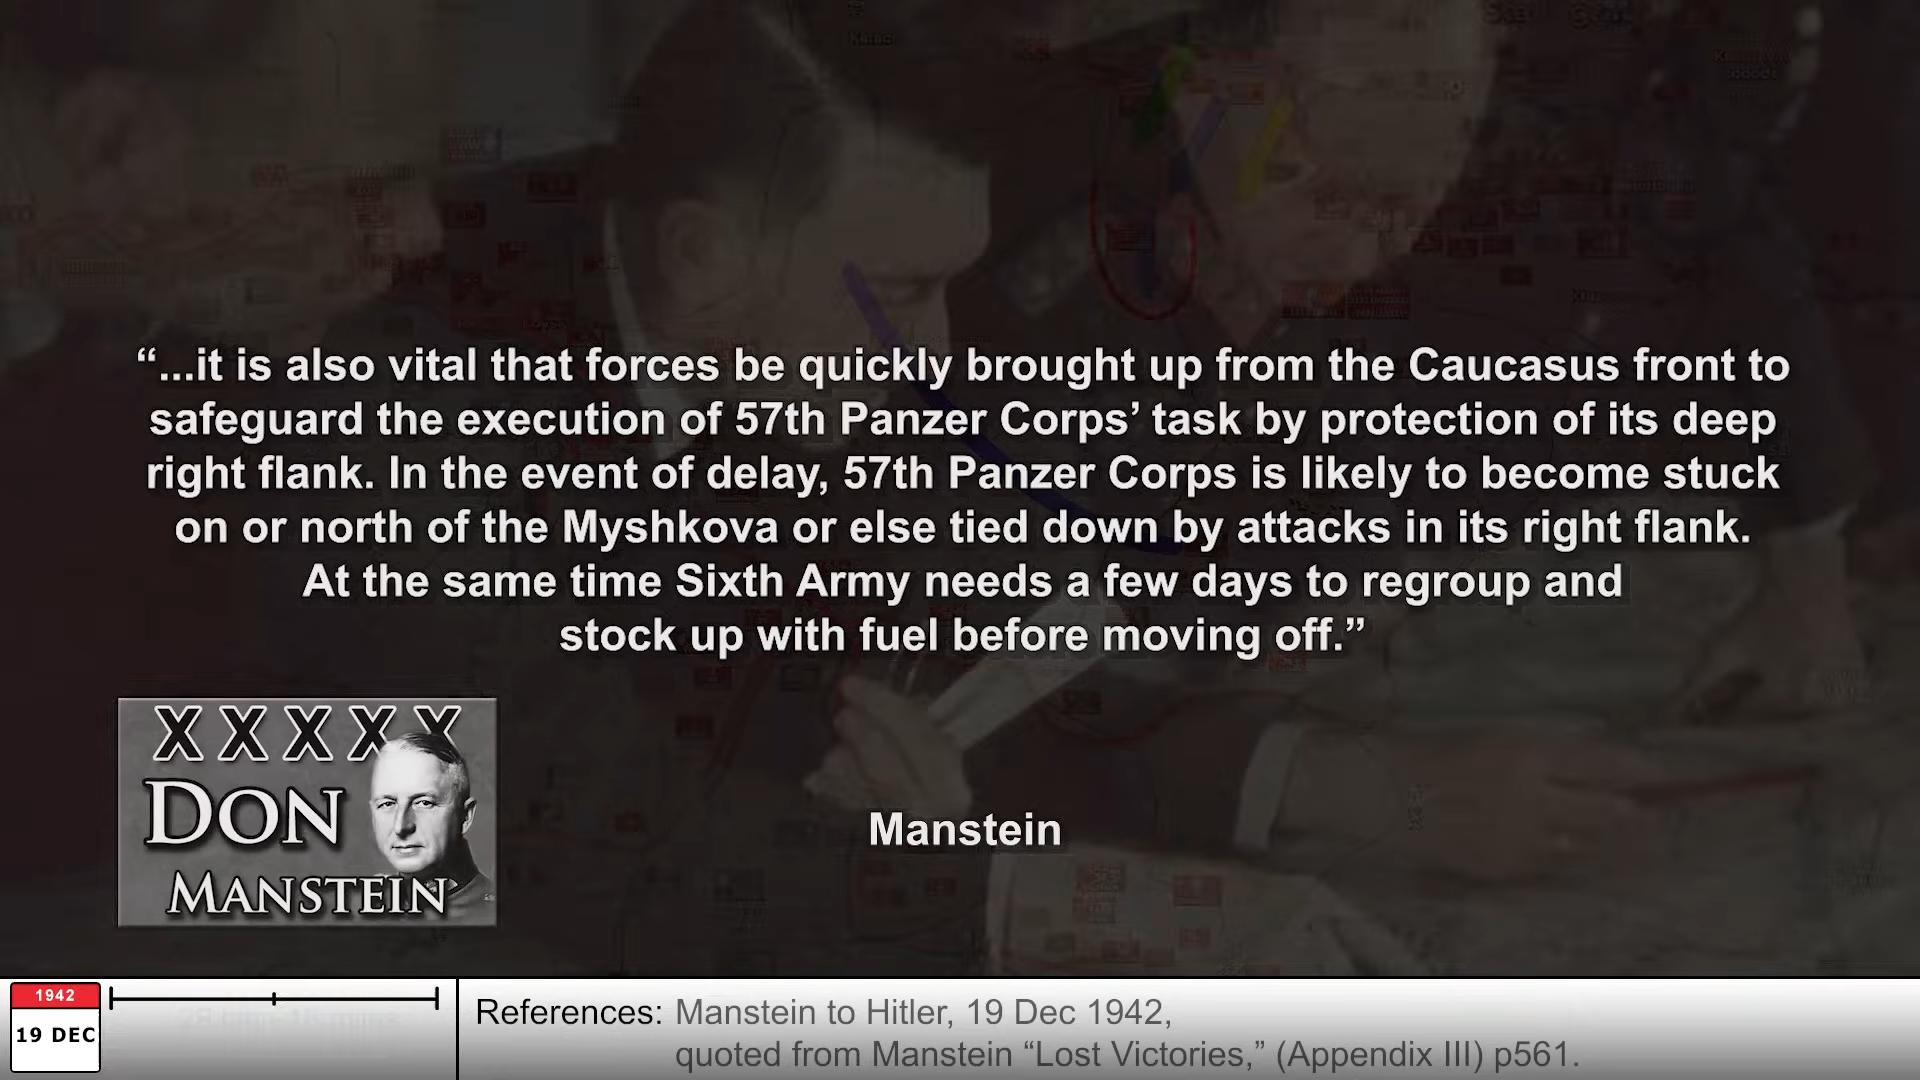 “...it is also vital that forces be quickly brought up from the Caucasus front to
safeguard the execution of 57th Panzer Corps’ task by protection of its deep
right flank. In the event of delay, 57th Panzer Corps is likely to become stuck
on or north of the Myshkova or else tied down by attacks in its right flank.
At the same time Sixth Army needs a few days to regroup and
stock up with fuel before moving off.”
XXXXX
DON
MANSTEIN
Manstein
1942
19 DEC
References: Manstein to Hitler, 19 Dec 1942,
quoted from Manstein “Lost Victories,” (Appendix III) p561.